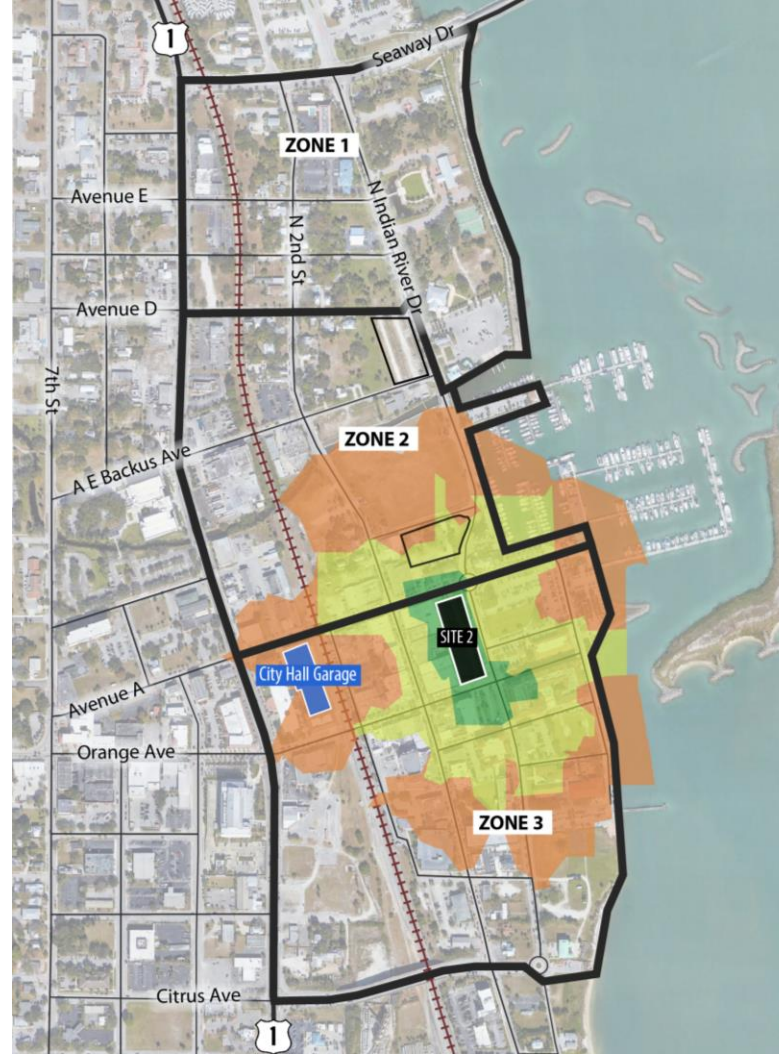 1
Seaway Dr
ZONE 1
Avenue E
N 2nd St
N Indian River Dr
Avenue D
7th St
ZONE 2
A E Backus Ave
SITE 2
City Hall Garage
Avenue A
Orange Ave
ZONE 3
Citrus Ave
1